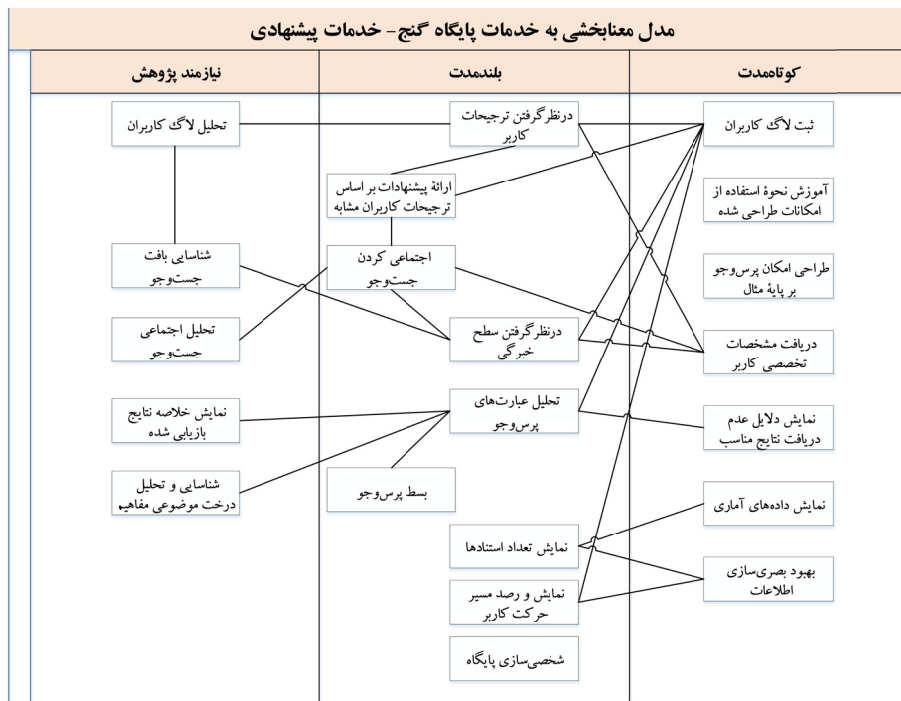 مدل معنابخشی به خدمات پایگاه گنج- خدمات پیشنهادی
کوتاه‌مدت
بلندمدت
نیازمند پژوهش
ثبت لاگ کاربران
آموزش نحوۀ استفاده از
امکانات طراحی شده
طراحی امکان پرس‌وجو
بر پایۀ مثال
دریافت مشخصات
تخصصی کاربر
نمایش دلایل عدم
دریافت نتایج مناسب
نمایش داده‌های آماری
بهبود بصری‌سازی
اطلاعات
درنظرگرفتن ترجیحات
کاربر
ارائۀ پیشنهادات بر اساس
ترجیحات کاربران مشابه
اجتماعی کردن
جست‌وجو
درنظرگرفتن سطح
خبرگی
تحلیل عبارت‌های
پرس‌وجو
بسط پرس‌وجو
نمایش تعداد استنادها
نمایش و رصد مسیر
حرکت کاربر
شخصی‌سازی پایگاه
تحلیل لاگ کاربران
شناسایی بافت
جست‌وجو
تحلیل اجتماعی
جست‌وجو
نمایش خلاصه نتایج
بازیابی شده
شناسایی و تحلیل
درخت موضوعی مفاهیم